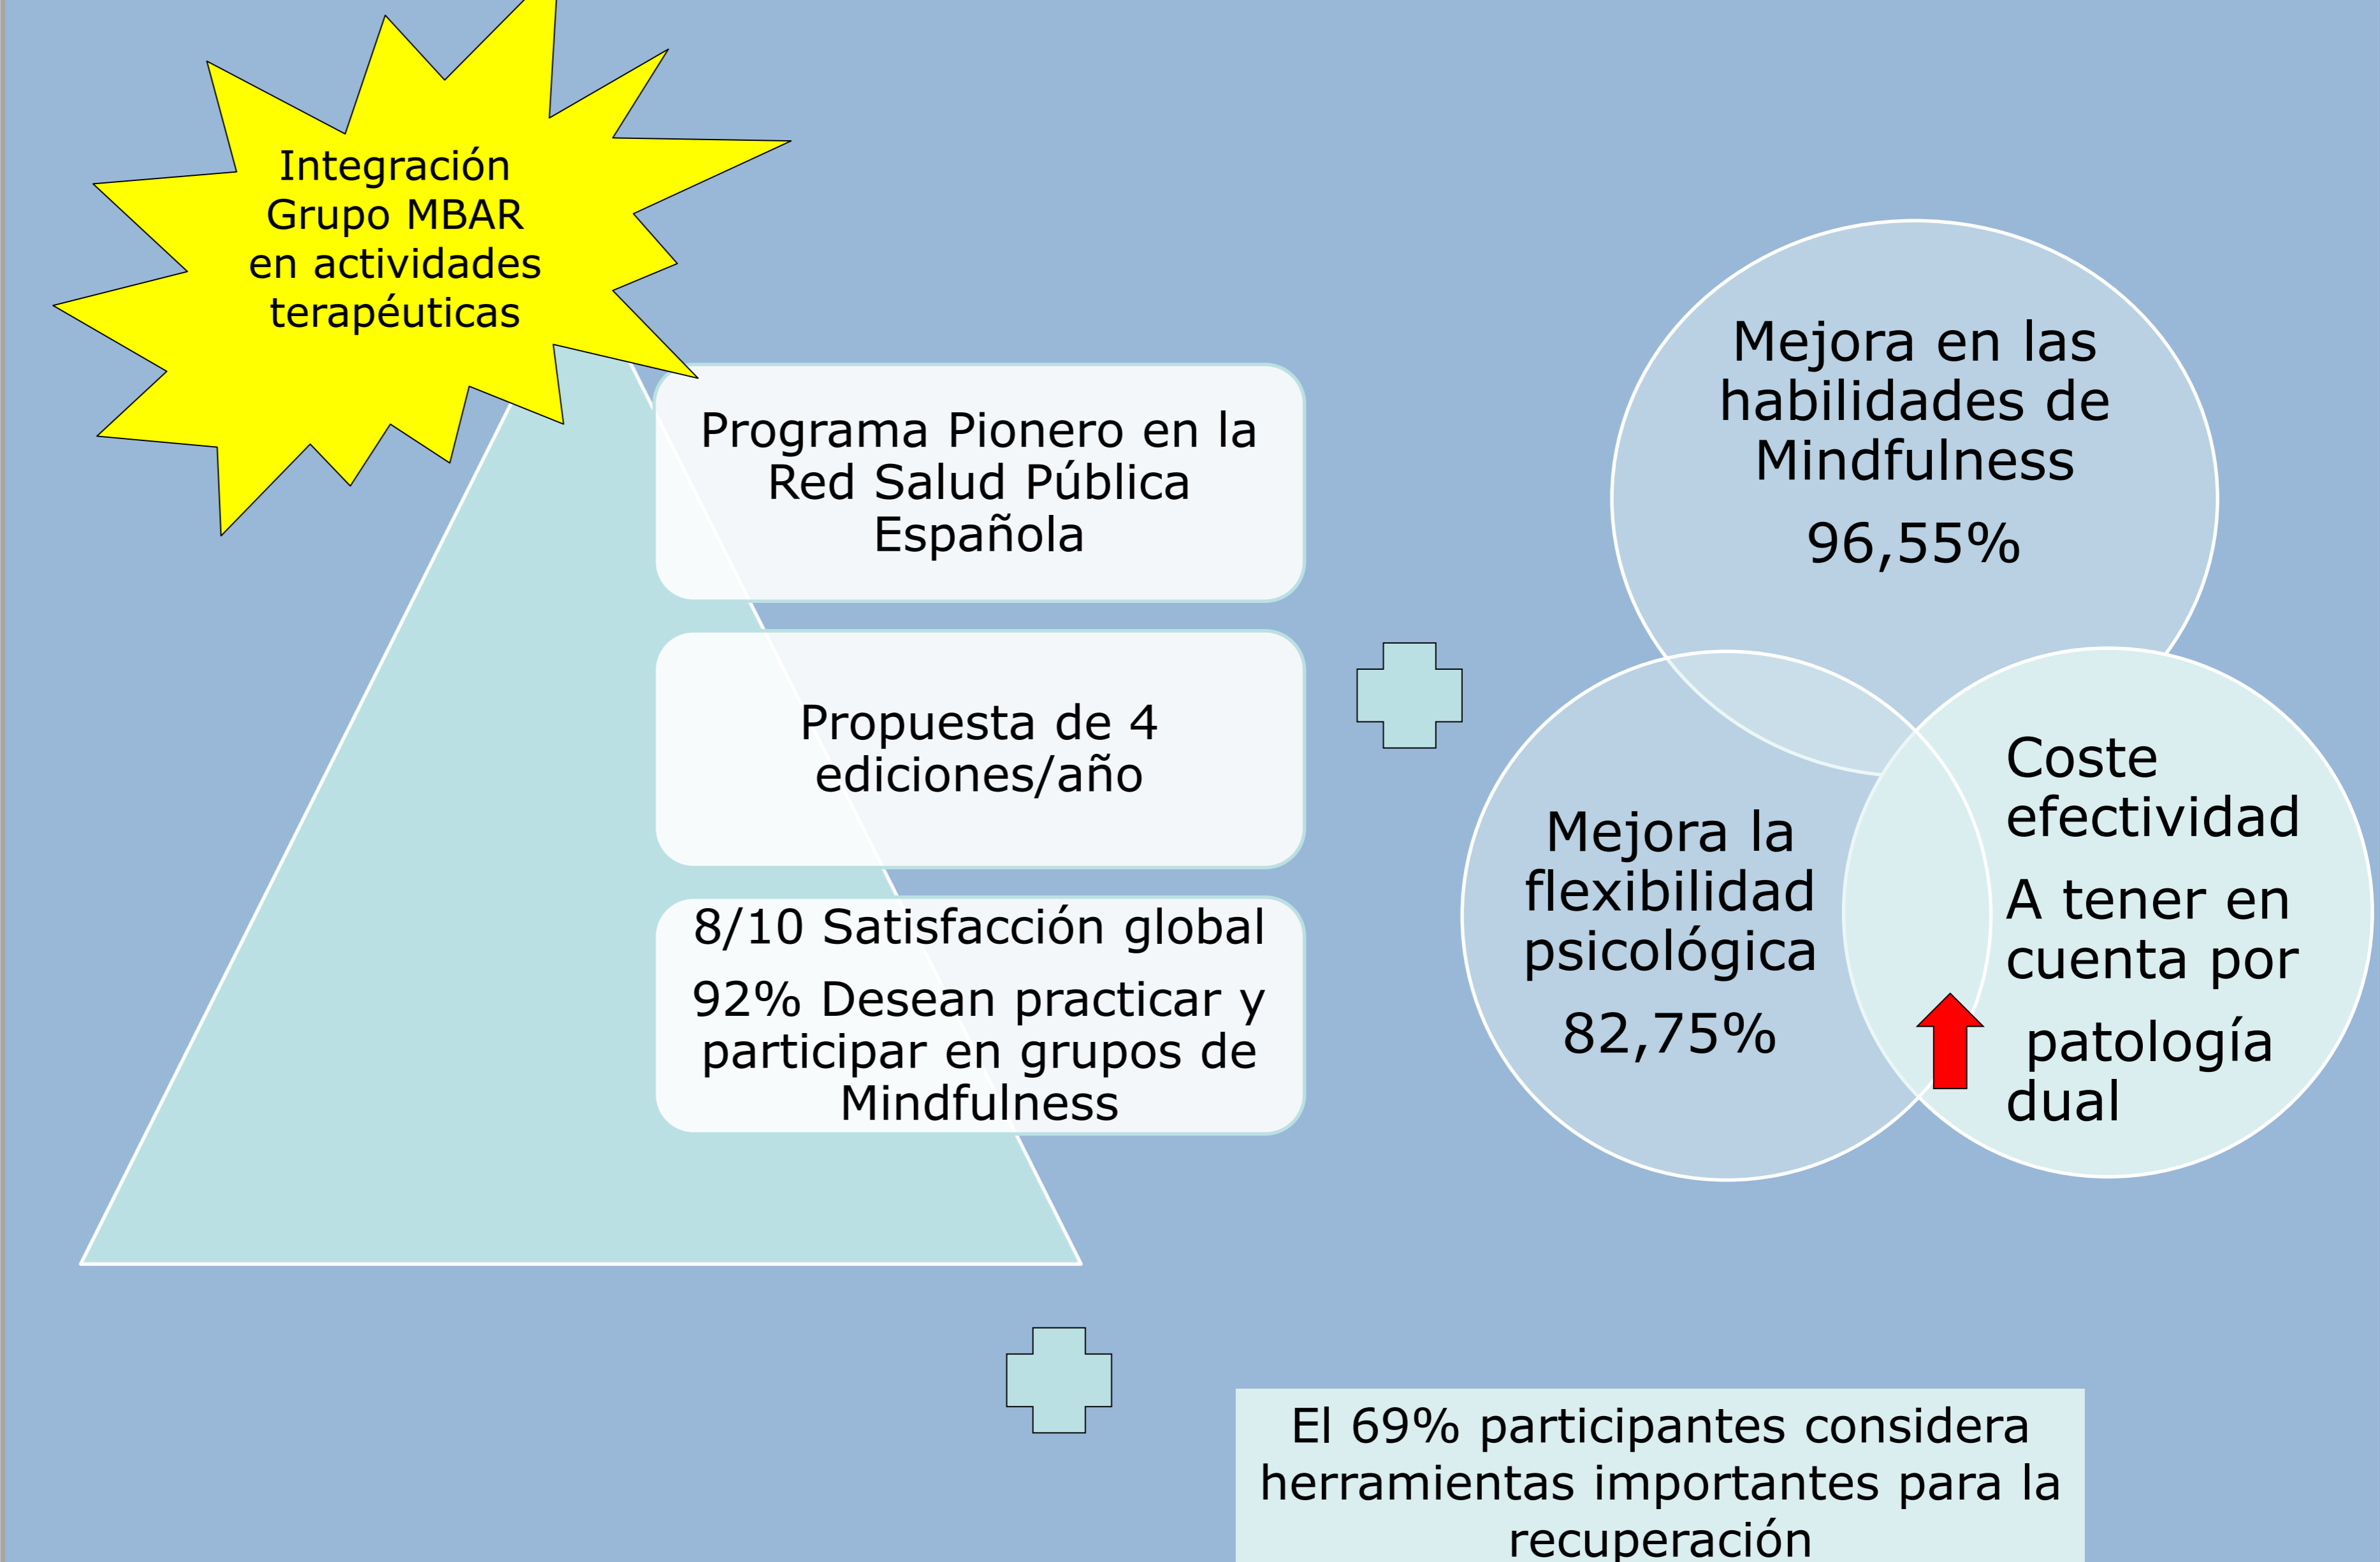 Integración
Grupo MBAR
en actividades
terapéuticas
Programa Pionero en la
Red Salud Pública
Española
Propuesta de 4
ediciones/año
8/10 Satisfacción global
92% Desean practicar y
participar en grupos de
Mindfulness
Mejora en las
habilidades de
Mindfulness
96,55%
Mejora la
flexibilidad
psicológica
82,75%
Coste
efectividad
A tener en
cuenta por
patología
dual
El 69% participantes considera
herramientas importantes para la
recuperación